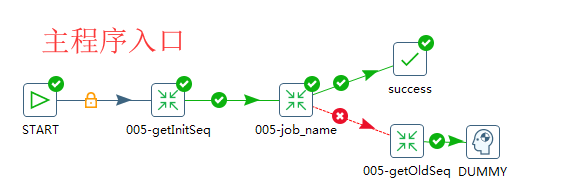 主程序入口
success
START
005-getInitSeq
005-job_name
005-getOldSeq
DUMMY